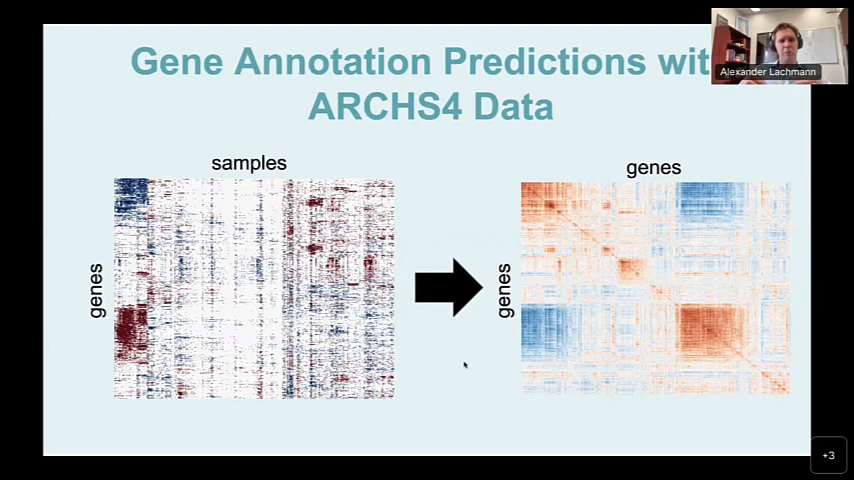 Gene Annotation Predictions wit
ARCHS4 Data
Alexander Lachmann
samples
genes
genes
genes
+3